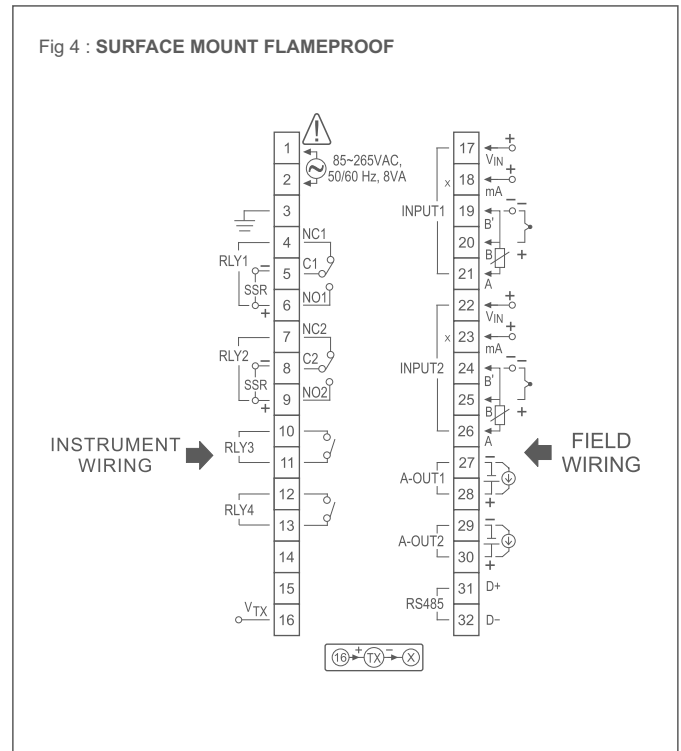 Fig 4 : SURFACE MOUNT FLAMEPROOF
1
85~265VAC,
50/60 Hz, 8VA
2
3
4 NC1
RLY1
5 C1
SSR
6 NO1
7 NC2
RLY2
8 C2
SSR
9 NO2
10
RLY3
11
12
RLY4
13
14
15
VTX 16
INSTRUMENT
WIRING
17 VIN
x 18 mA
INPUT1
19 B'
20 B
21 A
22 VIN
x 23 mA
INPUT2
24 B'
25 B
26 A
27
A-OUT1
28
29
A-OUT2
30
31 D+
RS485
32 D−
FIELD
WIRING
16 + TX − X